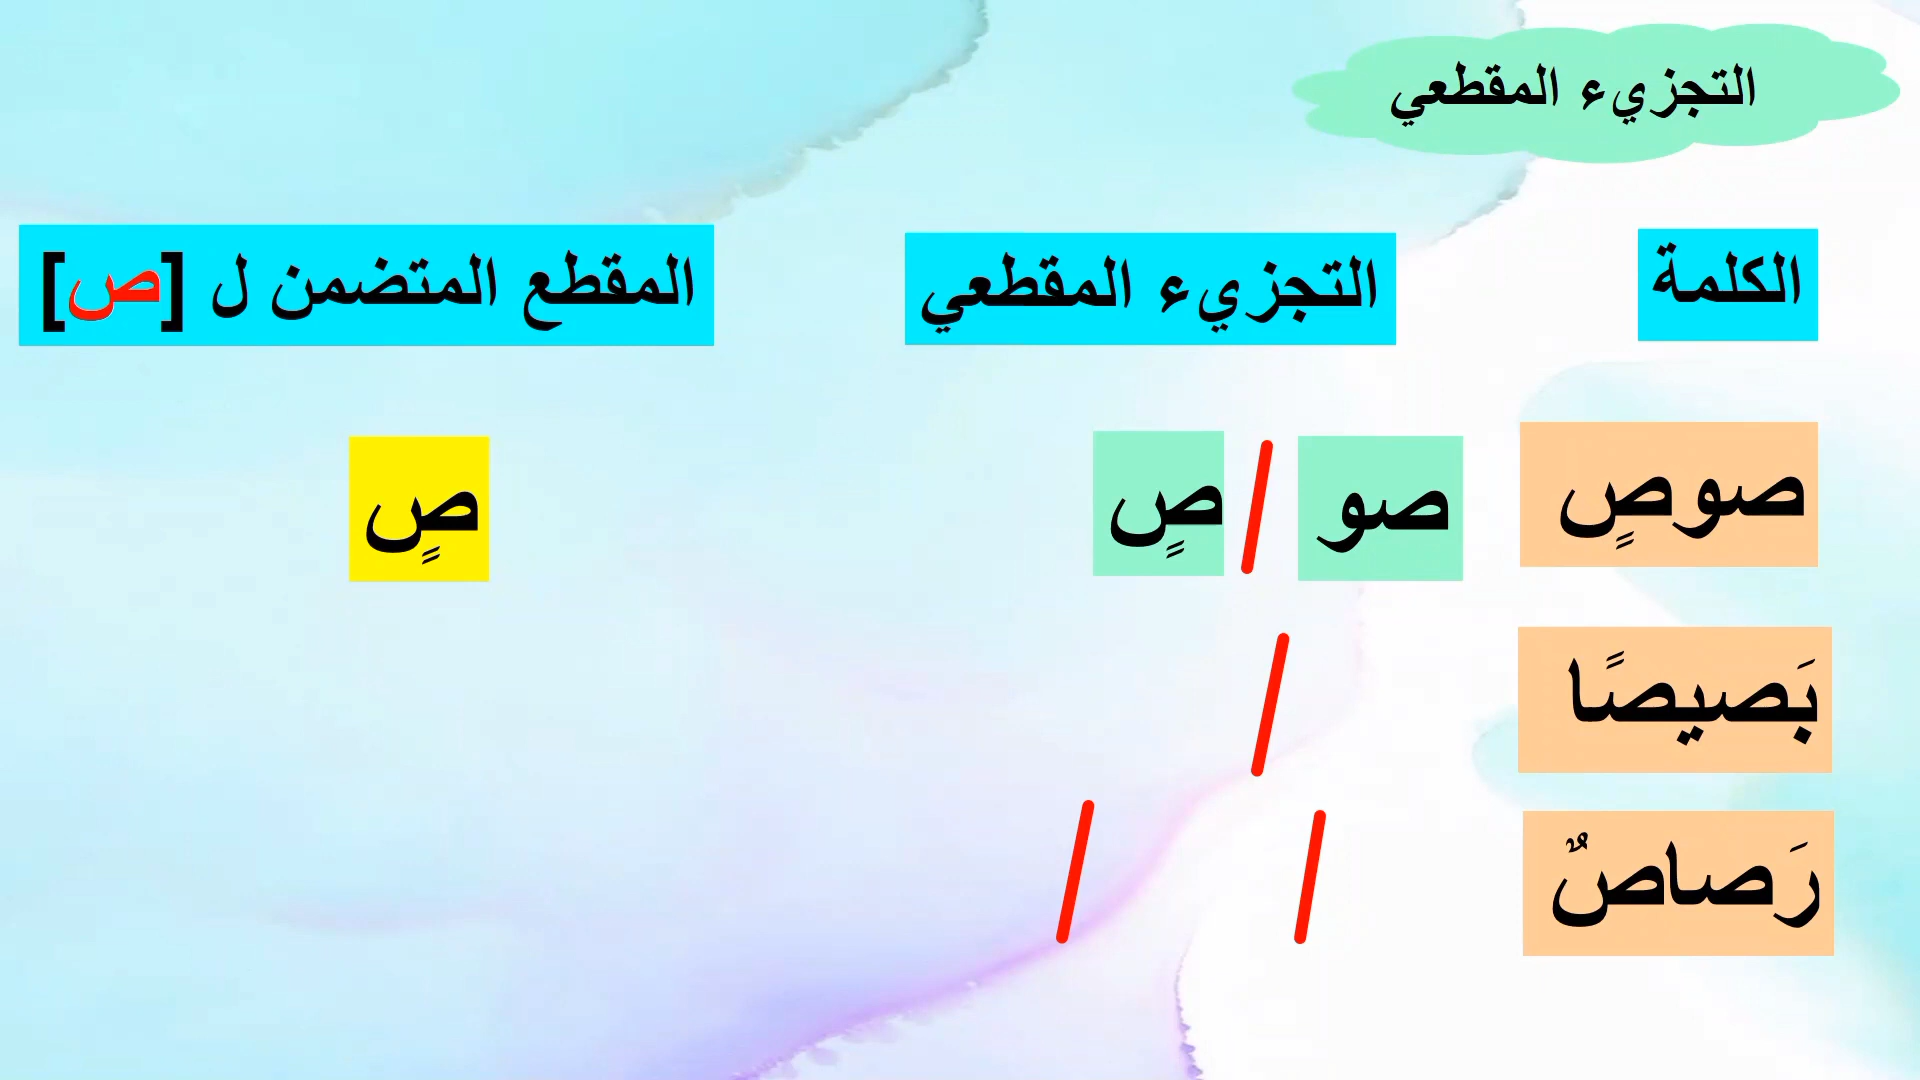 التجزيء المقطعي
الكلمة
التجزيء المقطعي
المقطع المتضمن ل [ص]
صوصٍ
صو / صٍ
صٍ
بَصيصًا
/
رَصاصٌ
/ /